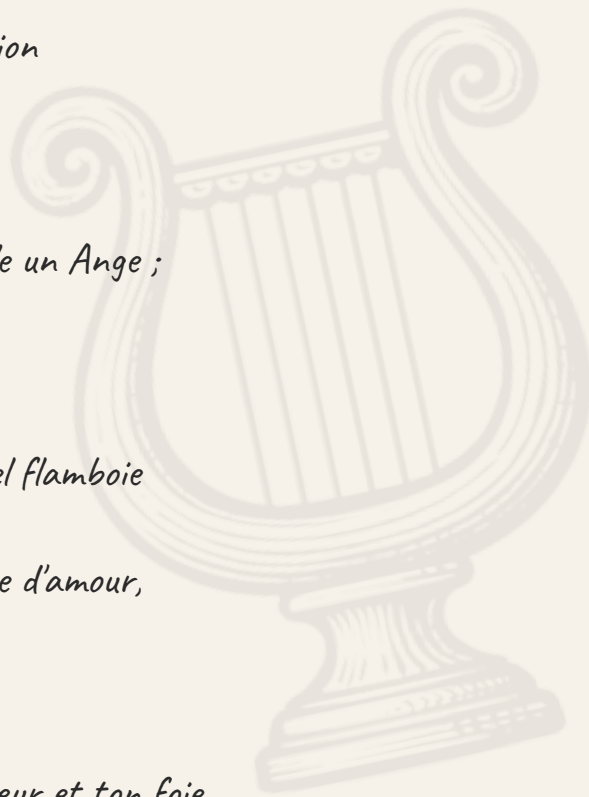 ion
e un Ange ;
el flamboie
e d'amour,
eur et ton foie